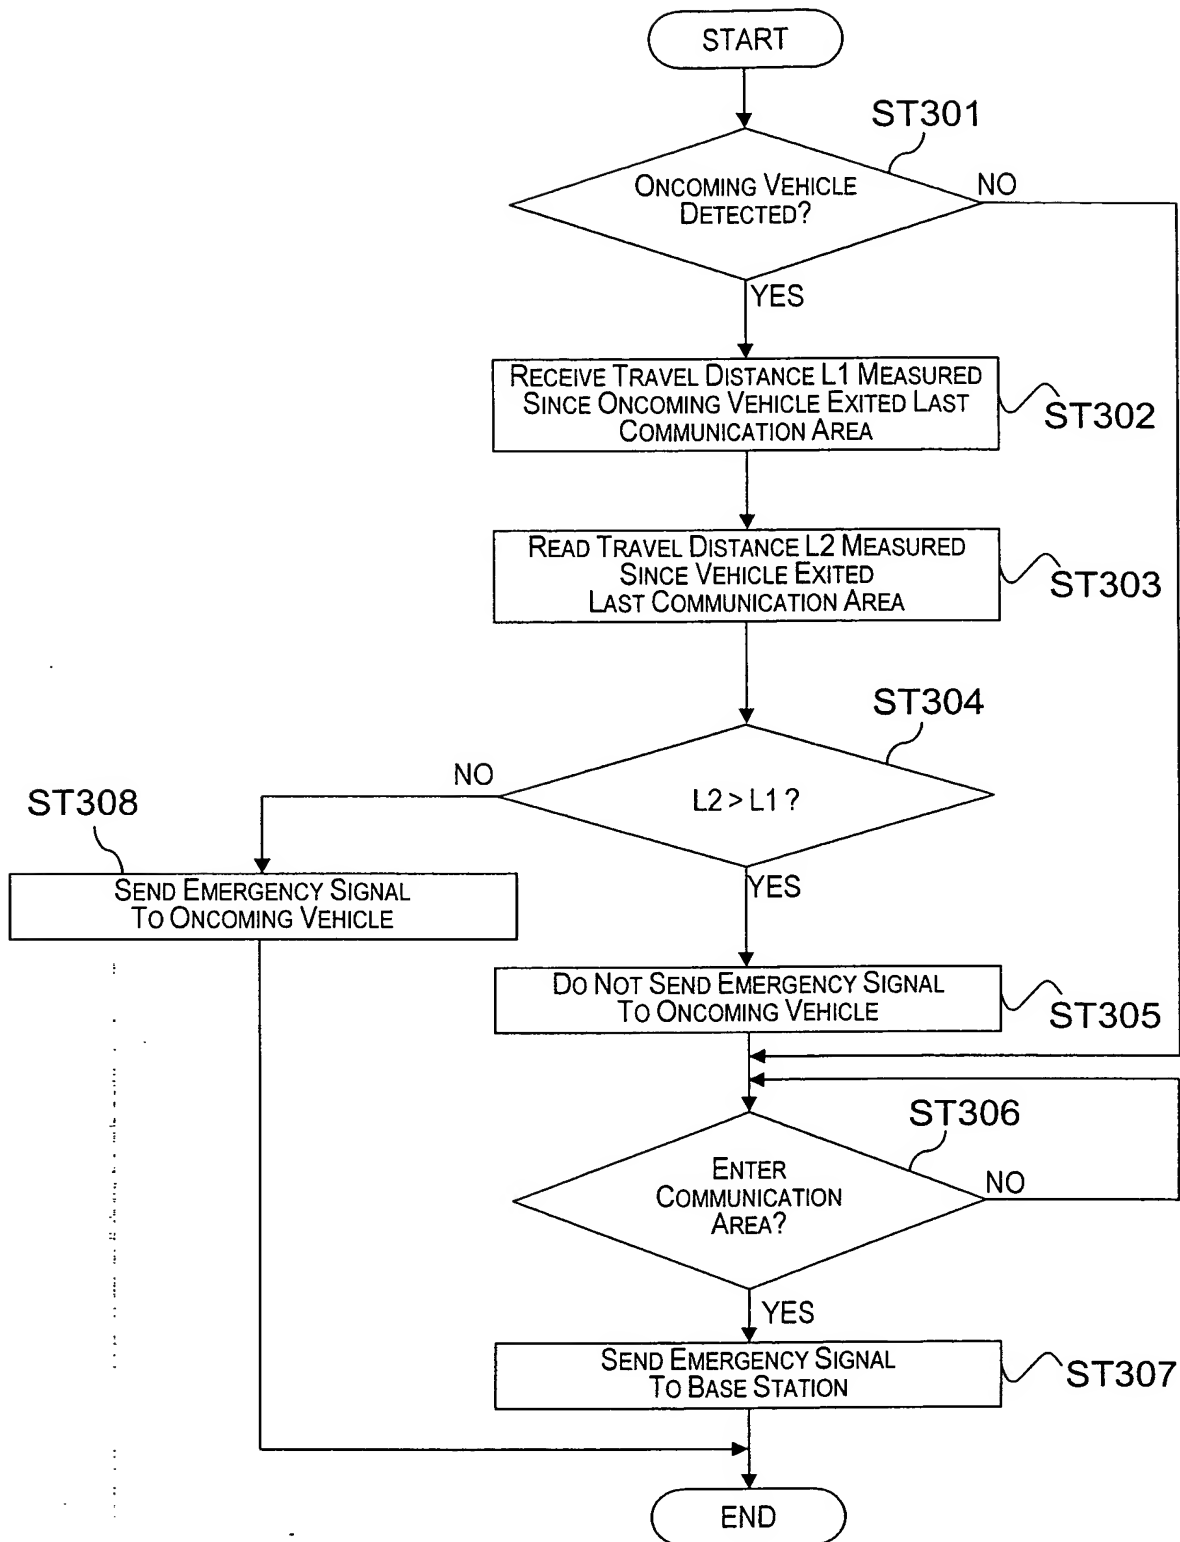 START
ST301
ONCOMING VEHICLE
DETECTED?
NO
YES
RECEIVE TRAVEL DISTANCE L1 MEASURED
SINCE ONCOMING VEHICLE EXITED LAST
COMMUNICATION AREA
ST302
READ TRAVEL DISTANCE L2 MEASURED
SINCE VEHICLE EXITED
LAST COMMUNICATION AREA
ST303
ST304
L2 > L1 ?
NO
YES
ST308
SEND EMERGENCY SIGNAL
TO ONCOMING VEHICLE
DO NOT SEND EMERGENCY SIGNAL
TO ONCOMING VEHICLE
ST305
ST306
ENTER
COMMUNICATION
AREA?
NO
YES
SEND EMERGENCY SIGNAL
TO BASE STATION
ST307
END